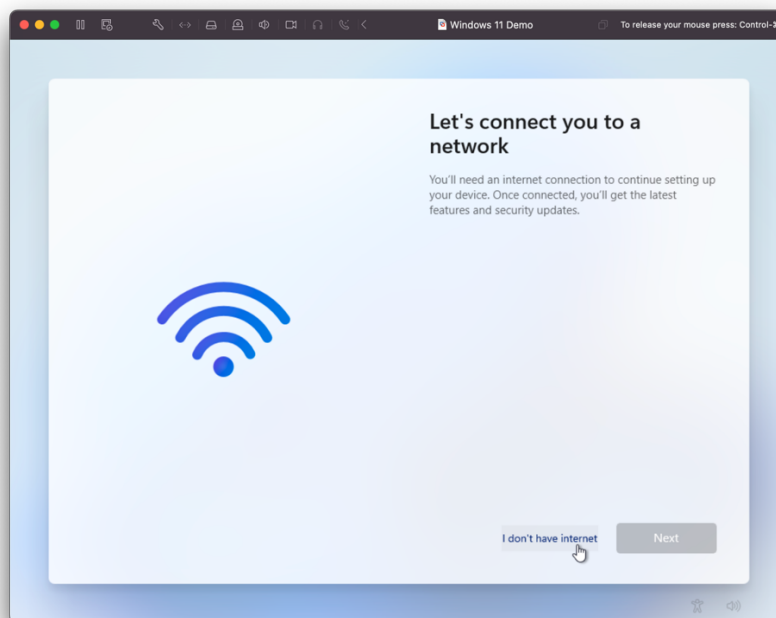 Windows 11 Demo
To release your mouse press: Control-⌘
Let's connect you to a
network
You'll need an internet connection to continue setting up
your device. Once connected, you'll get the latest
features and security updates.
I don't have internet
Next